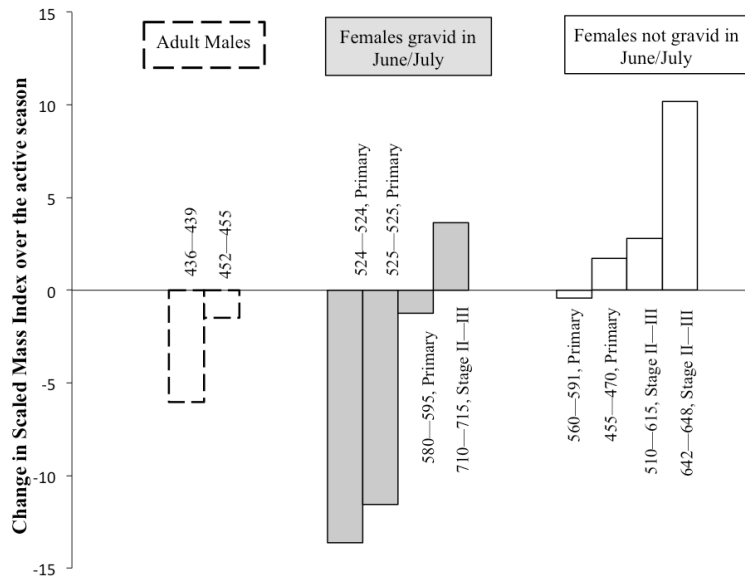 Change in Scaled Mass Index over the active season
15
10
5
0
-5
-10
-15
Adult Males
Females gravid in
June/July
Females not gravid in
June/July
436—439
452—455
524—524, Primary
525—525, Primary
580—595, Primary
710—715, Stage II—III
560—591, Primary
455—470, Primary
510—615, Stage II—III
642—648, Stage II—III